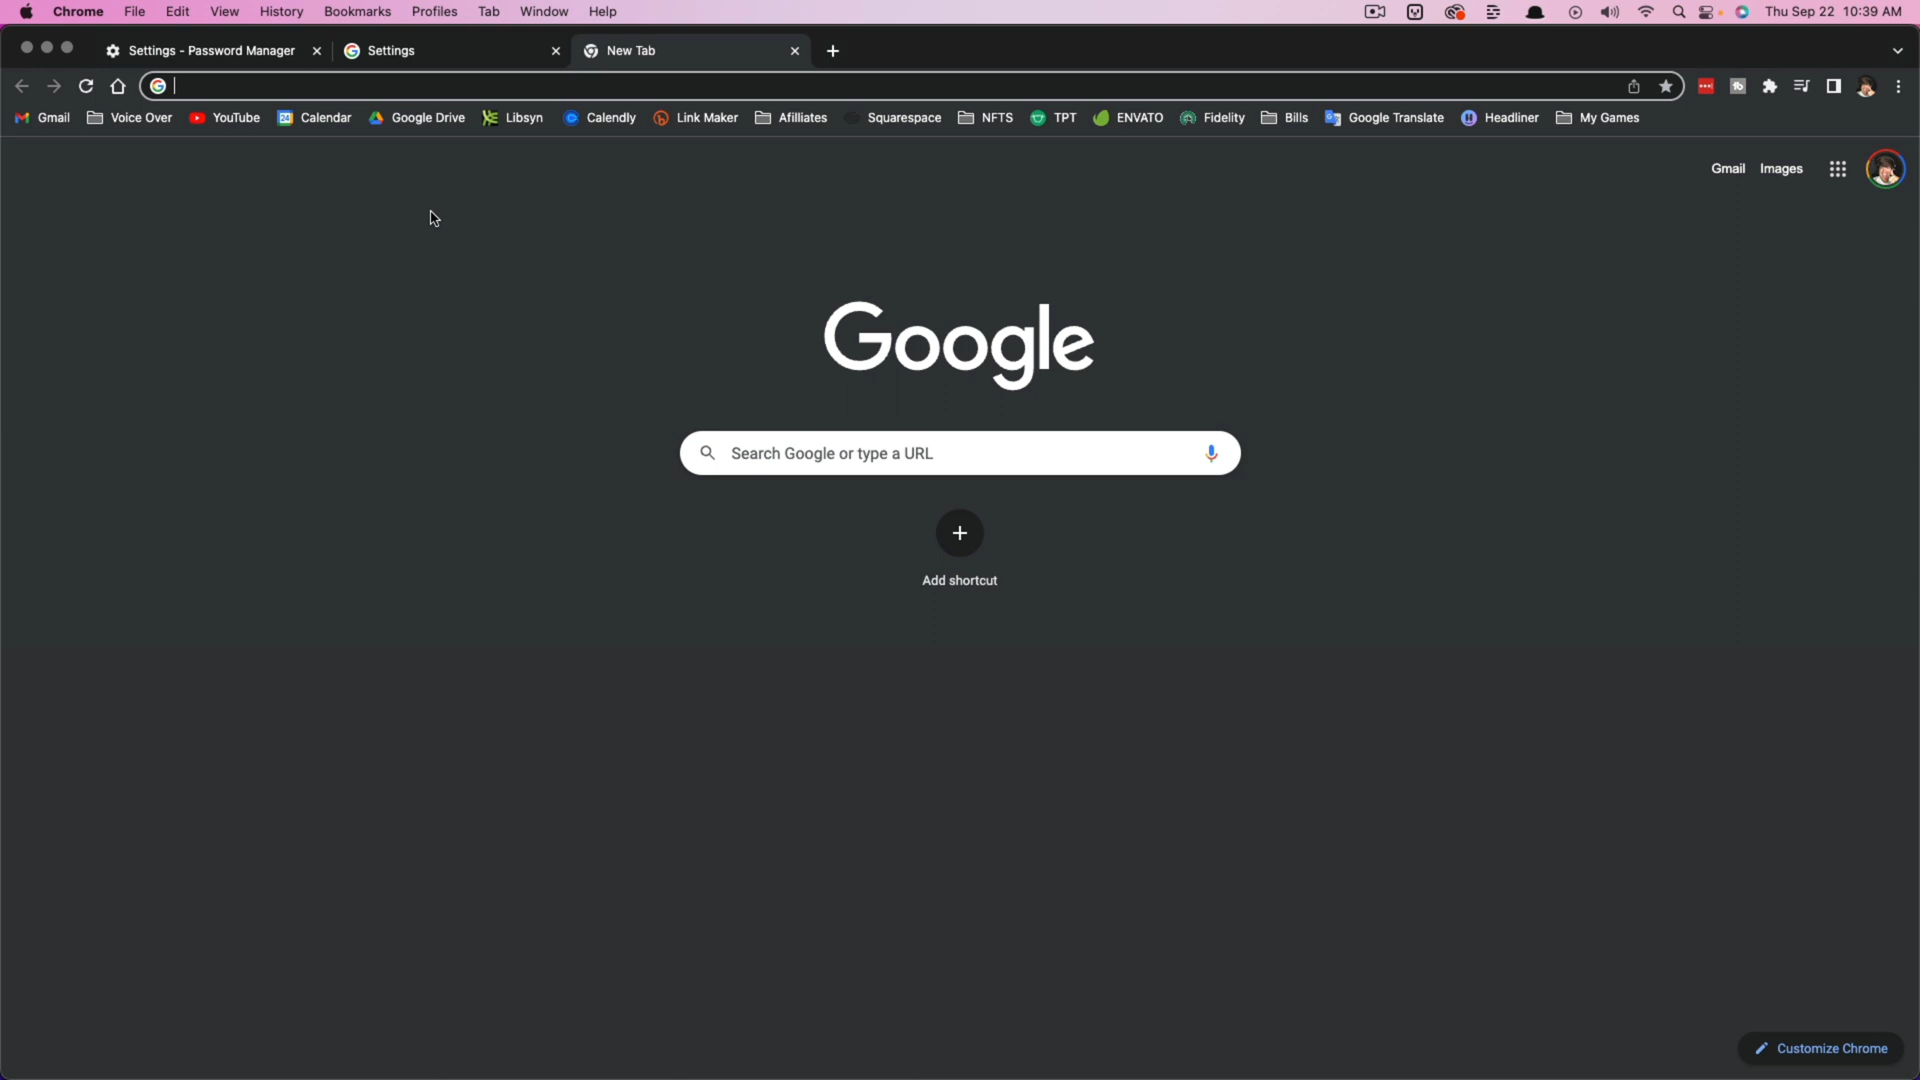 Chrome File Edit View History Bookmarks Profiles Tab Window Help Thu Sep 22 10:39 AM
Settings - Password Manager Settings New Tab
Gmail Voice Over YouTube Calendar Google Drive Libsyn Calendly Link Maker Afilliates Squarespace NFTS TPT ENVATO Fidelity Bills Google Translate Headliner My Games
Gmail Images
Google
Search Google or type a URL
Add shortcut
Customize Chrome